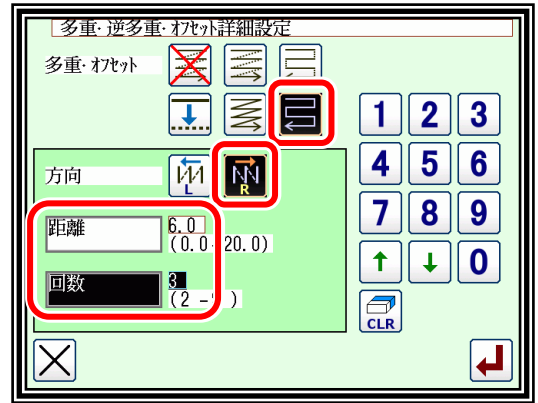 多重・逆多重・オフセット詳細設定
多重・オフセット
1 2 3
方向
L R
4 5 6
距離 6.0
(0.0 20.0)
7 8 9
回数 3
(2 - )
↑ ↓ 0
CLR